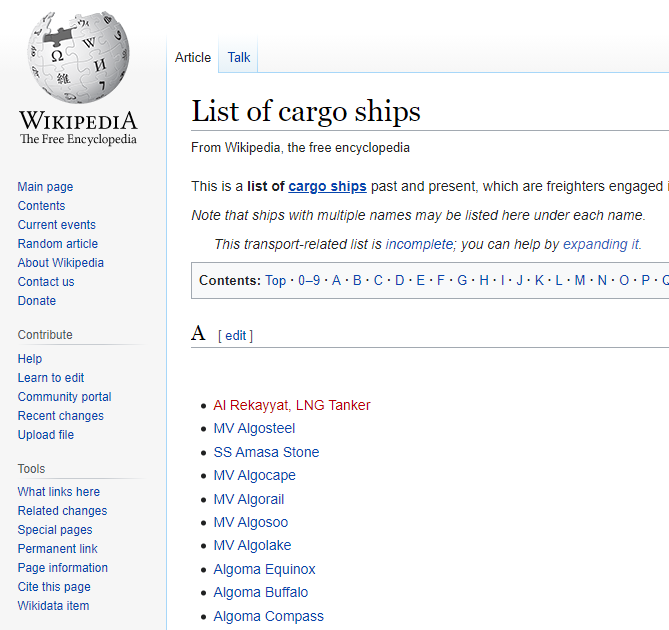 Ω W И 維 7
WIKIPEDIA
The Free Encyclopedia
Main page
Contents
Current events
Random article
About Wikipedia
Contact us
Donate
Contribute
Help
Learn to edit
Community portal
Recent changes
Upload file
Tools
What links here
Related changes
Special pages
Permanent link
Page information
Cite this page
Wikidata item
Article Talk
List of cargo ships
From Wikipedia, the free encyclopedia
This is a list of cargo ships past and present, which are freighters engaged
Note that ships with multiple names may be listed here under each name.
This transport-related list is incomplete; you can help by expanding it.
Contents: Top · 0–9 · A · B · C · D · E · F · G · H · I · J · K · L · M · N · O · P · Q
A [ edit ]
• Al Rekayyat, LNG Tanker
• MV Algosteel
• SS Amasa Stone
• MV Algocape
• MV Algorail
• MV Algosoo
• MV Algolake
• Algoma Equinox
• Algoma Buffalo
• Algoma Compass